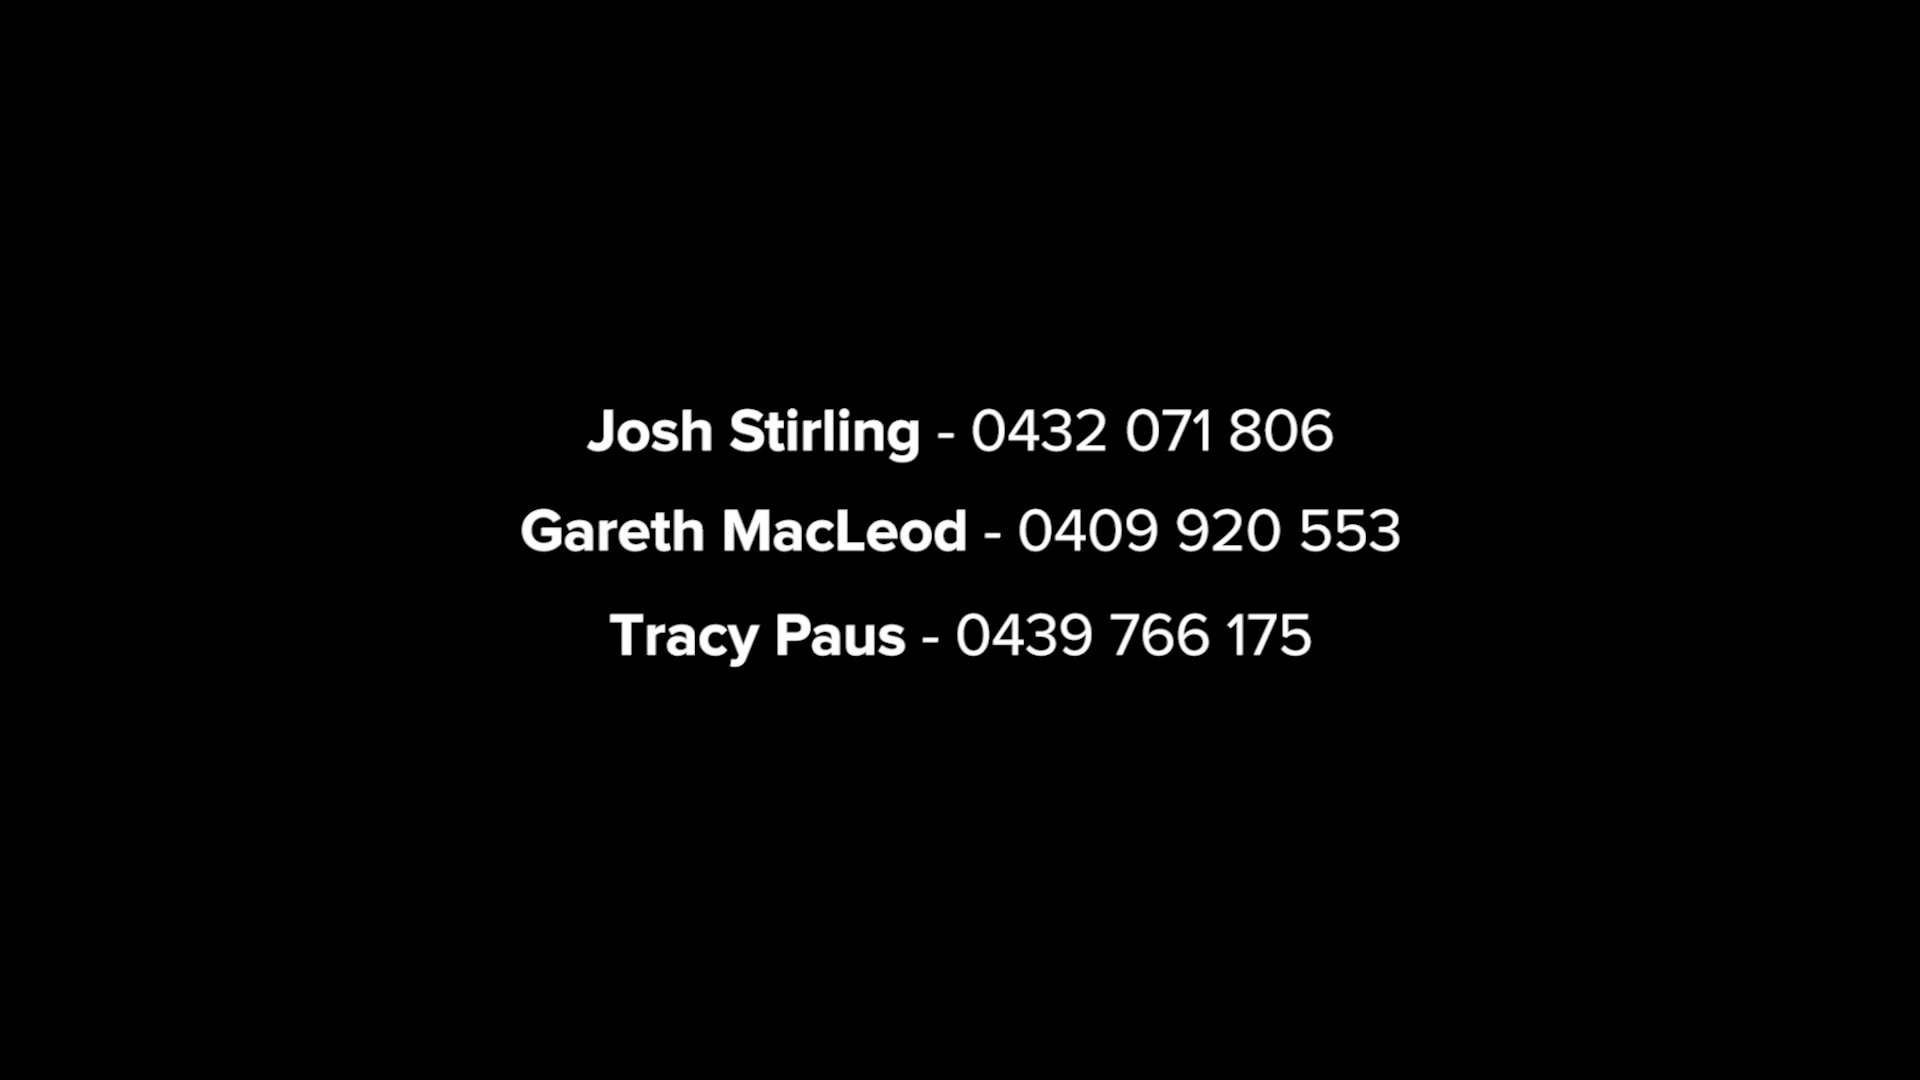 Josh Stirling - 0432 071 806
Gareth MacLeod - 0409 920 553
Tracy Paus - 0439 766 175